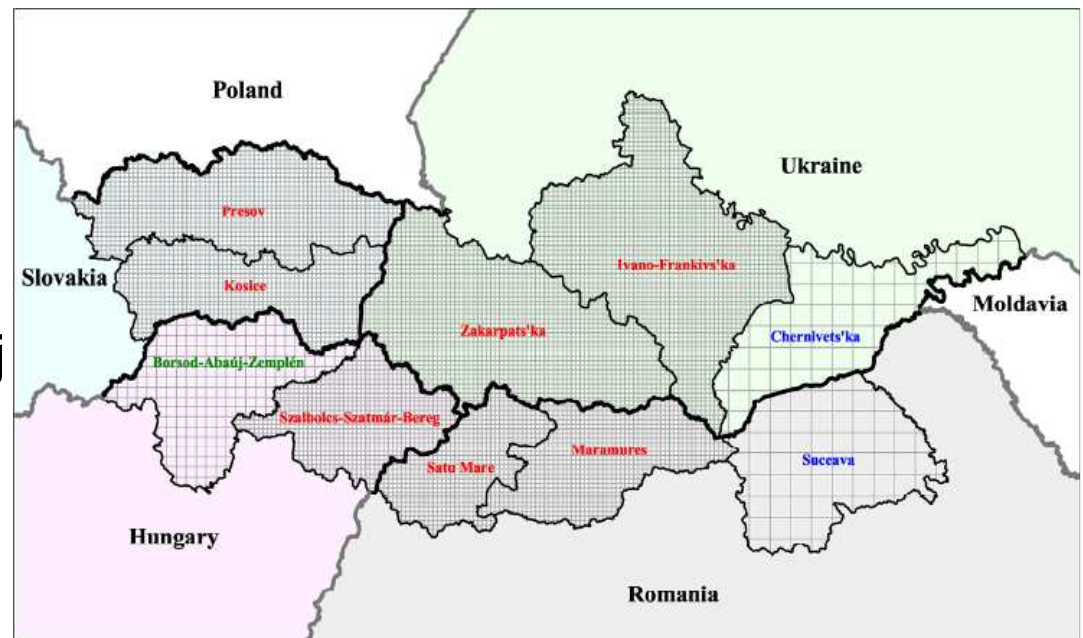 Poland
Ukraine
Presov
Ivano-Frankivs'ka
Slovakia
Kosice
Moldavia
Zakarpats'ka
Chernivets'ka
j
Borsod-Abaúj-Zemplén
Szalbolcs-Szatmár-Bereg
Maramures
Satu Mare
Suceava
Hungary
Romania